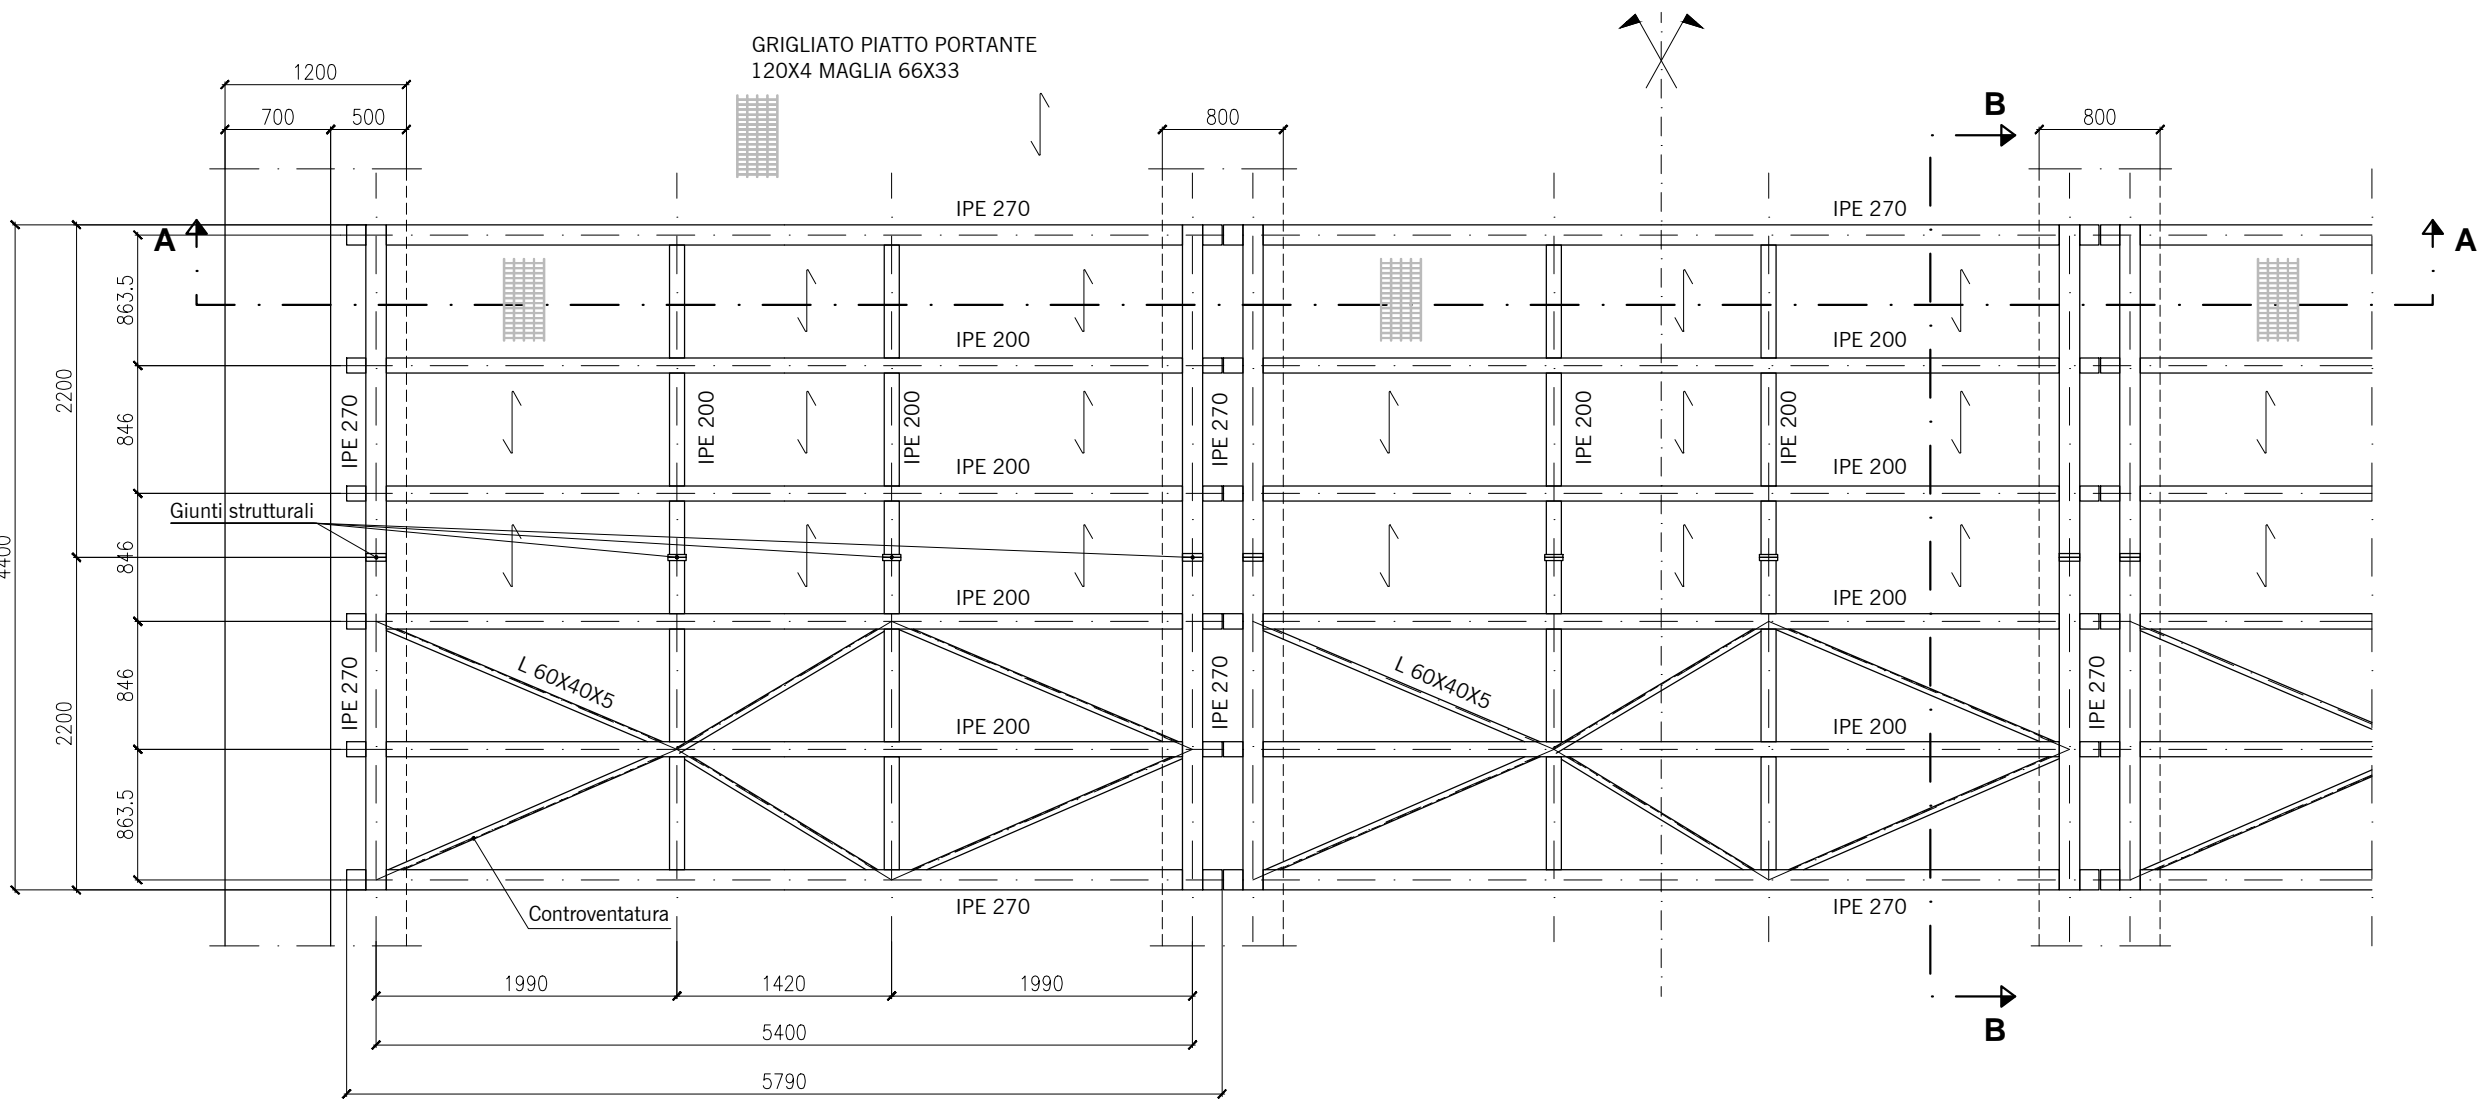 GRIGLIATO PIATTO PORTANTE
120X4 MAGLIA 66X33
1200
700
500
800
B
800
IPE 270
IPE 270
A
A
863.5
IPE 200
IPE 200
2200
846
IPE 270
IPE 200
IPE 200
IPE 270
IPE 200
IPE 200
IPE 200
IPE 200
Giunti strutturali
4400
846
IPE 200
IPE 200
L 60X40X5
L 60X40X5
846
IPE 270
IPE 270
IPE 270
2200
IPE 200
IPE 200
863.5
Controventatura
IPE 270
IPE 270
1990
1420
1990
5400
B
5790